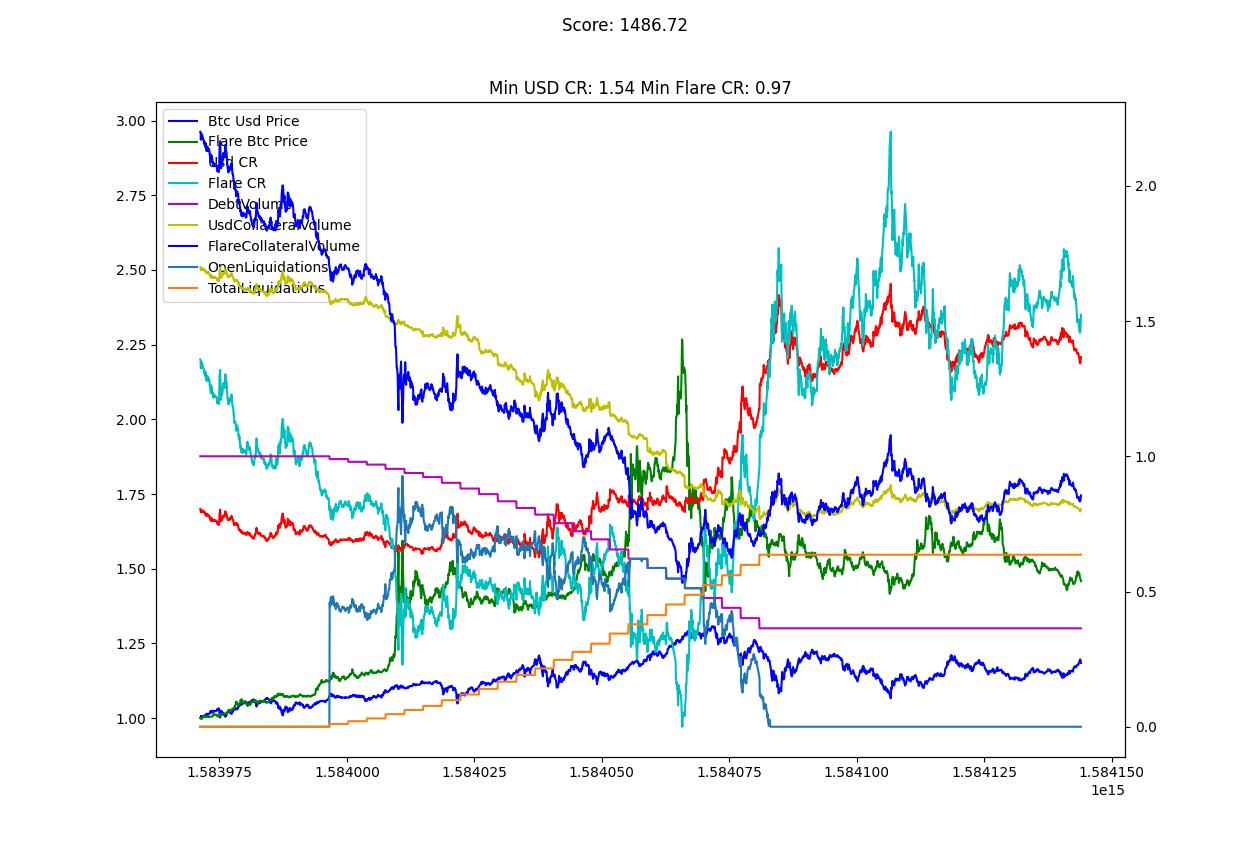 Score: 1486.72
Min USD CR: 1.54 Min Flare CR: 0.97
Btc Usd Price
Flare Btc Price
Usd CR
Flare CR
DebtVolume
UsdCollateralVolume
FlareCollateralVolume
OpenLiquidations
TotalLiquidations
3.00
2.75
2.50
2.25
2.00
1.75
1.50
1.25
1.00
2.0
1.5
1.0
0.5
0.0
1.583975
1.584000
1.584025
1.584050
1.584075
1.584100
1.584125
1.584150
1e15